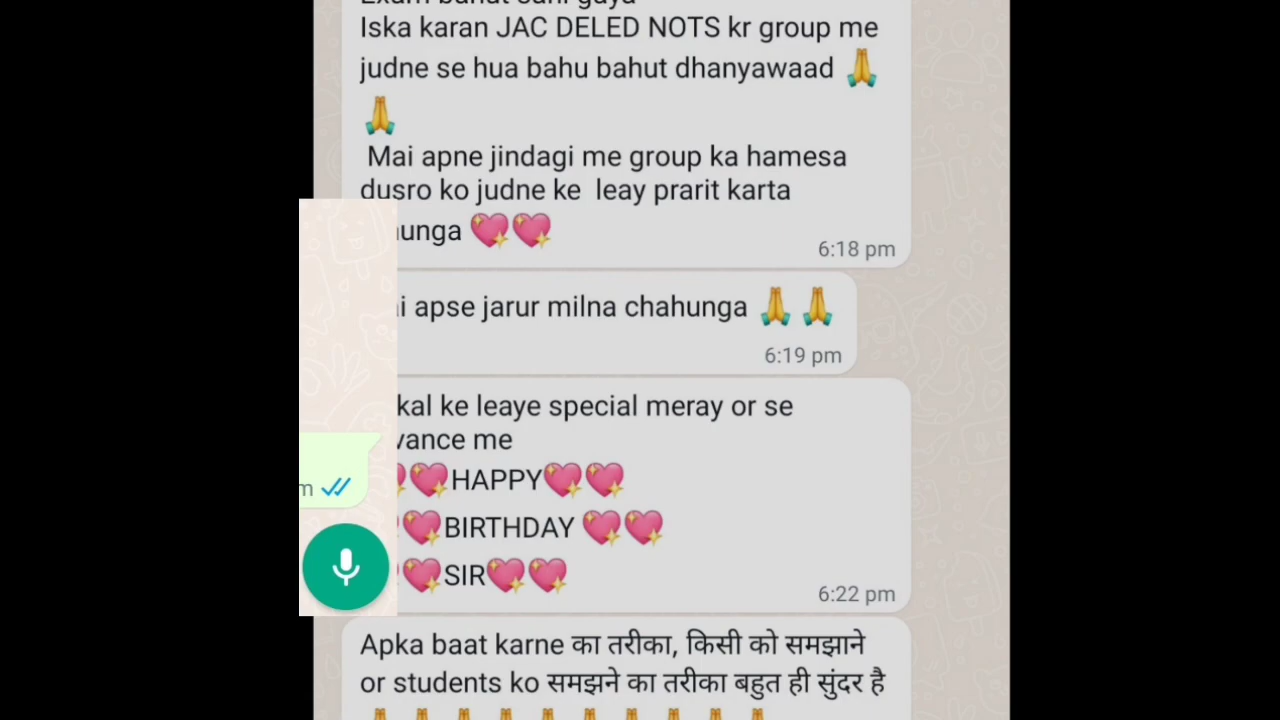 Iska karan JAC DELED NOTS kr group me
judne se hua bahu bahut dhanyawaad 🙏
🙏
Mai apne jindagi me group ka hamesa
dusro ko judne ke leay prarit karta
unga 💖💖
6:18 pm
i apse jarur milna chahunga 🙏 🙏
6:19 pm
kal ke leaye special meray or se
vance me
💖HAPPY💖💖
💖BIRTHDAY 💖💖
💖SIR💖💖
m
6:22 pm
Apka baat karne का तरीका, किसी को समझाने
or students ko समझने का तरीका बहुत ही सुंदर है
🙏🙏🙏🙏🙏🙏🙏🙏🙏🙏